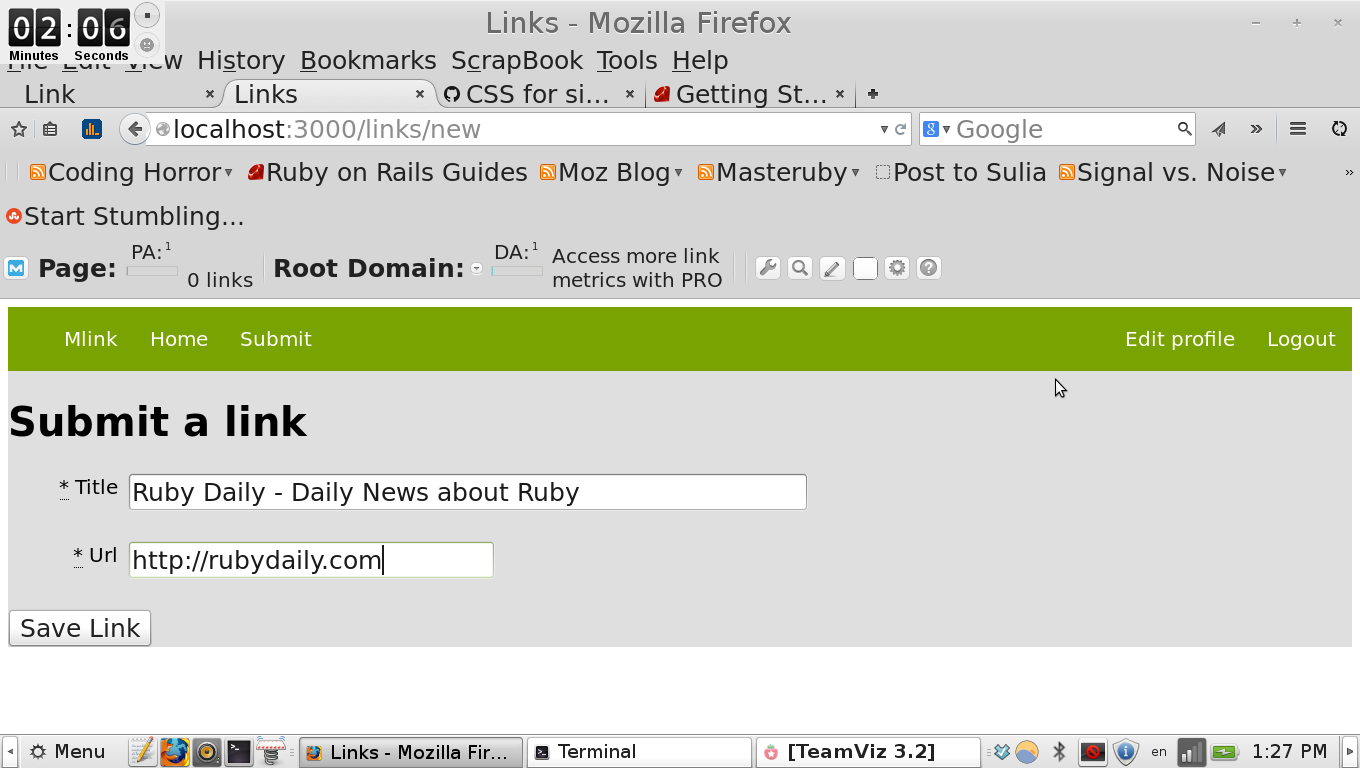 02:06
Minutes Seconds
Links - Mozilla Firefox
File Edit View History Bookmarks ScrapBook Tools Help
Link Links CSS for si... Getting St...
localhost:3000/links/new Google
Coding Horror Ruby on Rails Guides Moz Blog Masteruby Post to Sulia Signal vs. Noise
Start Stumbling...
Page: PA: 1 0 links Root Domain: DA: 1 Access more link
metrics with PRO
Mlink Home Submit Edit profile Logout
Submit a link
* Title Ruby Daily - Daily News about Ruby
* Url http://rubydaily.com
Save Link
Menu Links - Mozilla Fir... Terminal [TeamViz 3.2] en 1:27 PM